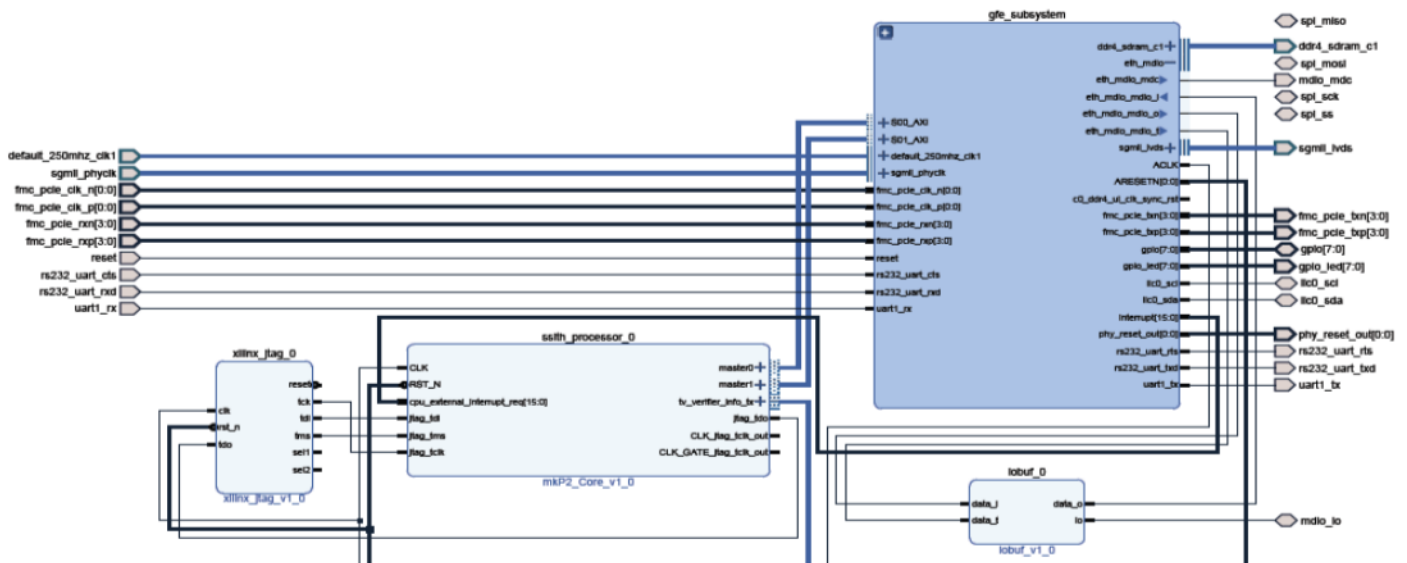 gfe_subsystem
spi_miso
ddr4_sdram_c1
ddr4_sdram_c1
eth_mdio
spi_mosi
eth_mdio_mdc
mdio_mdc
eth_mdio_mdio_i
spi_sck
eth_mdio_mdio_o
spi_ss
S00_AXI
eth_mdio_mdio_t
S01_AXI
sgmii_lvds
sgmii_lvds
default_250mhz_clk1
default_250mhz_clk1
ACLK
sgmii_phyclk
sgmii_phyclk
ARESETN[0:0]
fmc_pcie_clk_n[0:0]
fmc_pcie_clk_n[0:0]
c0_ddr4_ui_clk_sync_rst
fmc_pcie_clk_p[0:0]
fmc_pcie_clk_p[0:0]
fmc_pcie_txn[3:0]
fmc_pcie_txn[3:0]
fmc_pcie_rxn[3:0]
fmc_pcie_rxn[3:0]
fmc_pcie_txp[3:0]
fmc_pcie_txp[3:0]
fmc_pcie_rxp[3:0]
fmc_pcie_rxp[3:0]
gpio[7:0]
gpio[7:0]
reset
reset
gpio_led[7:0]
gpio_led[7:0]
rs232_uart_cts
rs232_uart_cts
iic0_scl
iic0_scl
rs232_uart_rxd
rs232_uart_rxd
iic0_sda
iic0_sda
uart1_rx
uart1_rx
interrupt[15:0]
phy_reset_out[0:0]
phy_reset_out[0:0]
rs232_uart_rts
rs232_uart_rts
rs232_uart_txd
rs232_uart_txd
uart1_tx
uart1_tx
ssith_processor_0
CLK
master0
RST_N
master1
cpu_external_interrupt_req[15:0]
tv_verifier_info_tx
jtag_tdi
jtag_tdo
jtag_tms
CLK_jtag_tclk_out
jtag_tclk
CLK_GATE_jtag_tclk_out
mkP2_Core_v1_0
xilinx_jtag_0
reset
tck
clk
tdi
rst_n
tms
tdo
sel1
sel2
xilinx_jtag_v1_0
iobuf_0
data_i
data_o
data_t
io
mdio_io
iobuf_v1_0